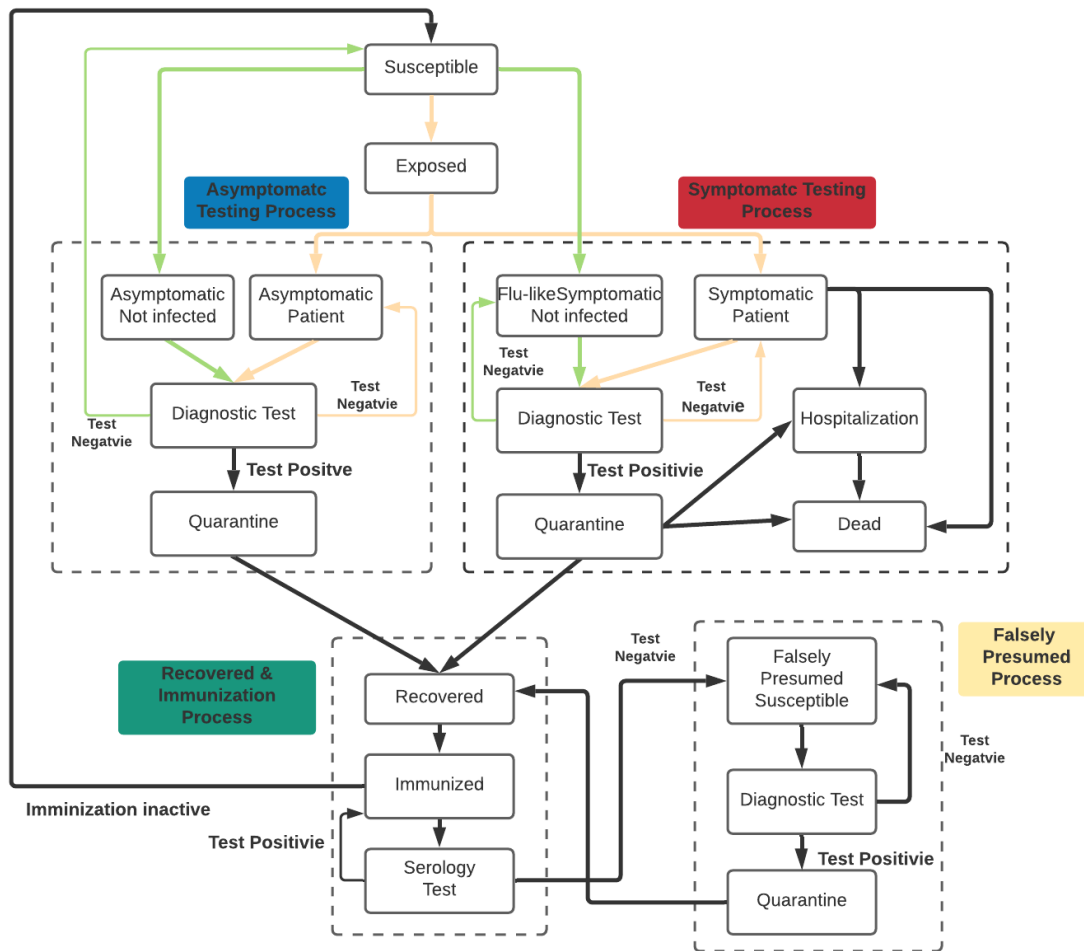 Susceptible
Exposed
Asymptomatc
Testing Process
Symptomatc Testing
Process
Asymptomatic
Not infected
Asymptomatic
Patient
Flu-likeSymptomatic
Not infected
Symptomatic
Patient
Test
Negatvie
Test
Negatvie
Test
Negatvie
Test
Negatvie
Diagnostic Test
Diagnostic Test
Hospitalization
Test Positve
Test Positivie
Quarantine
Quarantine
Dead
Recovered &
Immunization
Process
Recovered
Immunized
Imminization inactive
Test Positivie
Serology
Test
Test
Negatvie
Falsely
Presumed
Susceptible
Falsely
Presumed
Process
Test
Negatvie
Diagnostic Test
Test Positivie
Quarantine